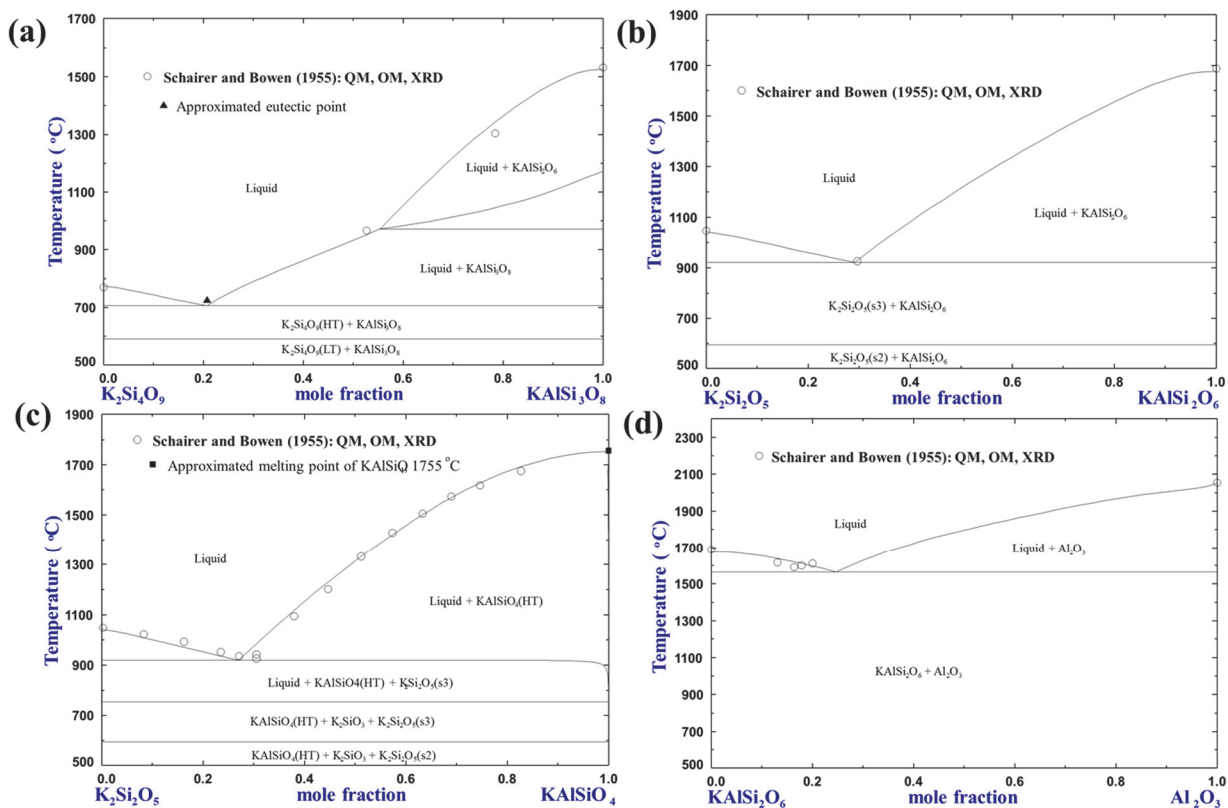 (a)
1700
1500
1300
1100
900
700
500
Temperature ( °C)
Schairer and Bowen (1955): QM, OM, XRD
Approximated eutectic point
Liquid
Liquid + KAlSi₂O₆
Liquid + KAlSi₃O₈
K₂Si₄O₉(HT) + KAlSi₃O₈
K₂Si₄O₉(LT) + KAlSi₃O₈
0.0 0.2 0.4 0.6 0.8 1.0
K₂Si₄O₉ mole fraction KAlSi₃O₈
(b)
1900
1700
1500
1300
1100
900
700
500
Temperature ( °C)
Schairer and Bowen (1955): QM, OM, XRD
Liquid
Liquid + KAlSi₂O₆
K₂Si₂O₅(s3) + KAlSi₂O₆
K₂Si₂O₅(s2) + KAlSi₂O₆
0.0 0.2 0.4 0.6 0.8 1.0
K₂Si₂O₅ mole fraction KAlSi₂O₆
(c)
1900
1700
1500
1300
1100
900
700
500
Temperature ( °C)
Schairer and Bowen (1955): QM, OM, XRD
Approximated melting point of KAlSiO₄ 1755 °C
Liquid
Liquid + KAlSiO₄(HT)
Liquid + KAlSiO4(HT) + K₂Si₂O₅(s3)
KAlSiO₄(HT) + K₂SiO₃ + K₂Si₂O₅(s3)
KAlSiO₄(HT) + K₂SiO₃ + K₂Si₂O₅(s2)
0.0 0.2 0.4 0.6 0.8 1.0
K₂Si₂O₅ mole fraction KAlSiO₄
(d)
2300
2100
1900
1700
1500
1300
1100
900
700
500
Temperature ( °C)
Schairer and Bowen (1955): QM, OM, XRD
Liquid
Liquid + Al₂O₃
KAlSi₂O₆ + Al₂O₃
0.0 0.2 0.4 0.6 0.8 1.0
KAlSi₂O₆ mole fraction Al₂O₃